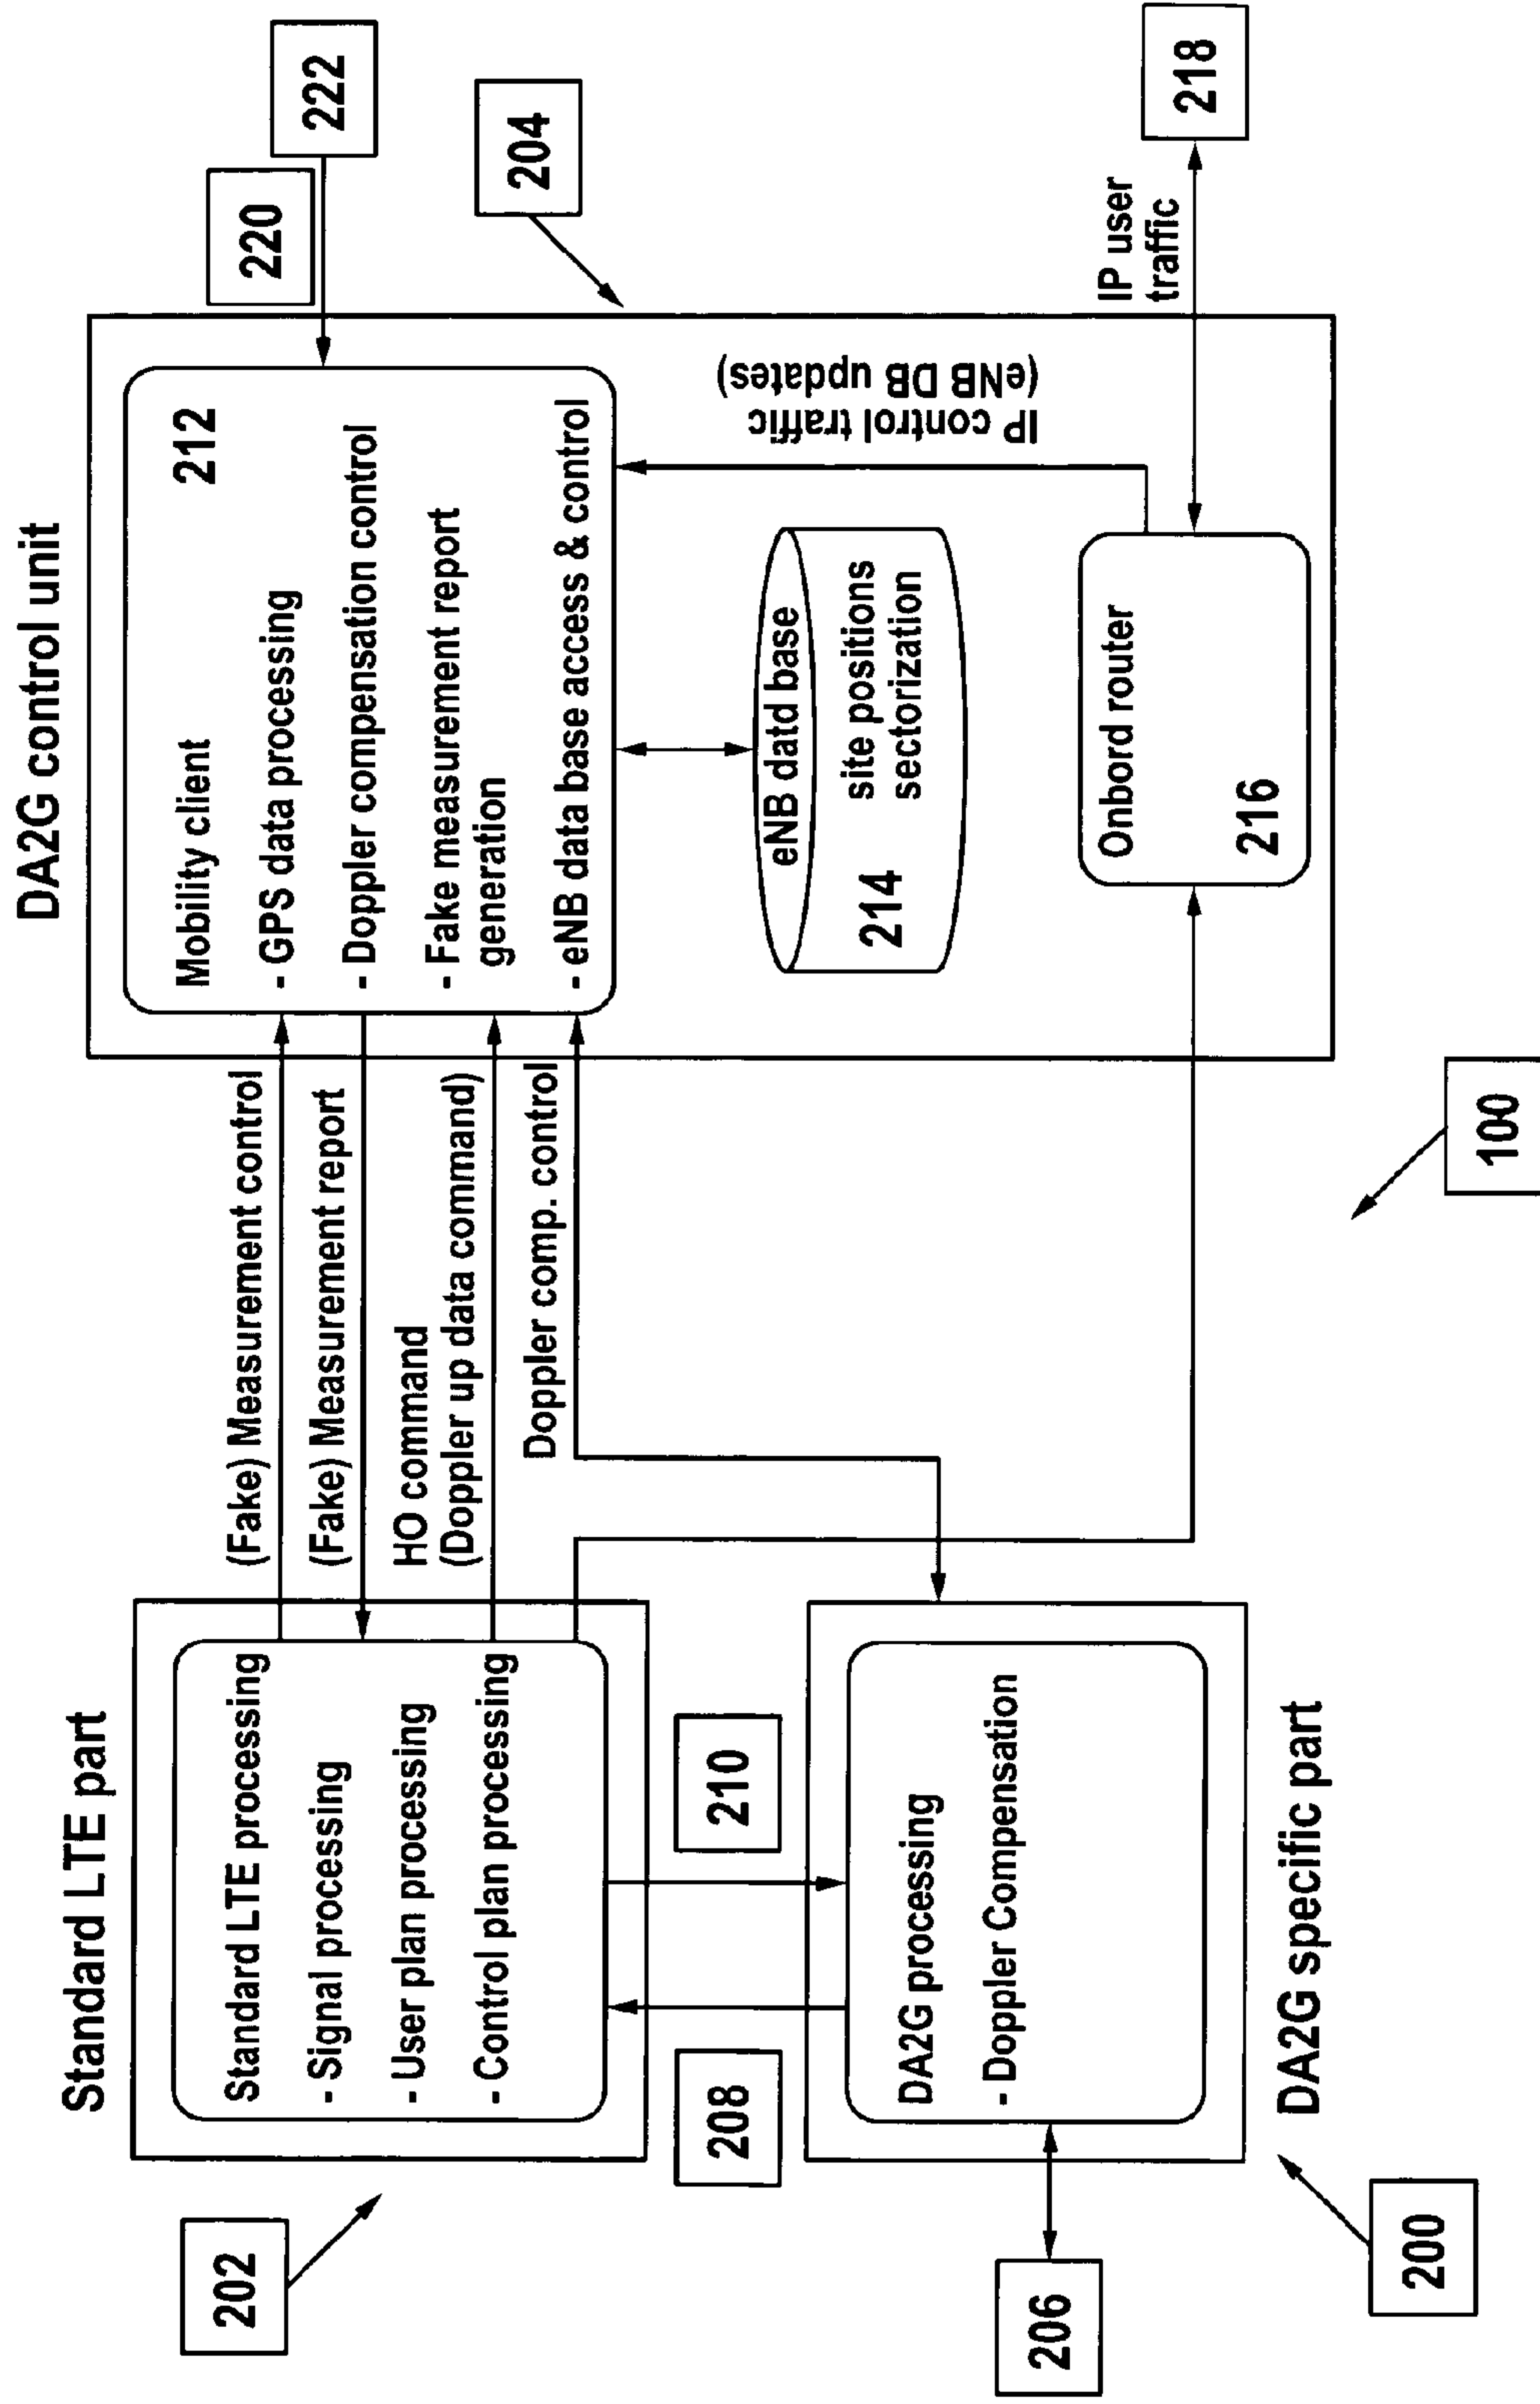 Standard LTE part
202
Standard LTE processing
- Signal processing
- User plan processing
- Control plan processing
208
210
DA2G processing
- Doppler Compensation
DA2G specific part
206
200
(Fake) Measurement control
(Fake) Measurement report
HO command
(Doppler up data command)
Doppler comp. control
100
DA2G control unit
Mobility client
212
- GPS data processing
- Doppler compensation control
- Fake measurement report
generation
- eNB data base access & control
eNB datd base
site positions
sectorization
214
IP control traffic
(eNB DB updates)
Onbord router
216
220
222
204
IP user
traffic
218